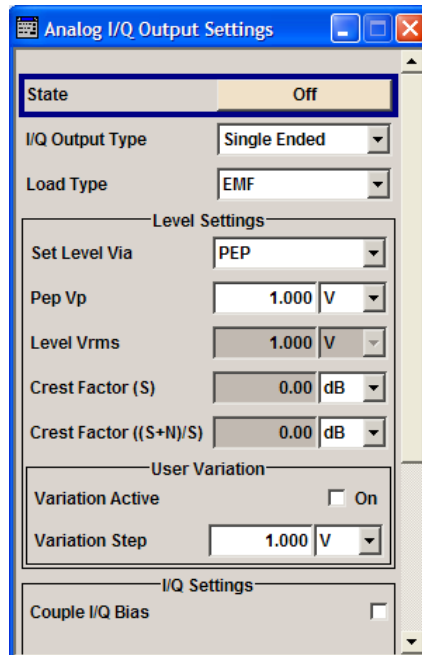 Analog I/Q Output Settings
State Off
I/Q Output Type Single Ended
Load Type EMF
Level Settings
Set Level Via PEP
Pep Vp 1.000 V
Level Vrms 1.000 V
Crest Factor (S) 0.00 dB
Crest Factor ((S+N)/S) 0.00 dB
User Variation
Variation Active On
Variation Step 1.000 V
I/Q Settings
Couple I/Q Bias